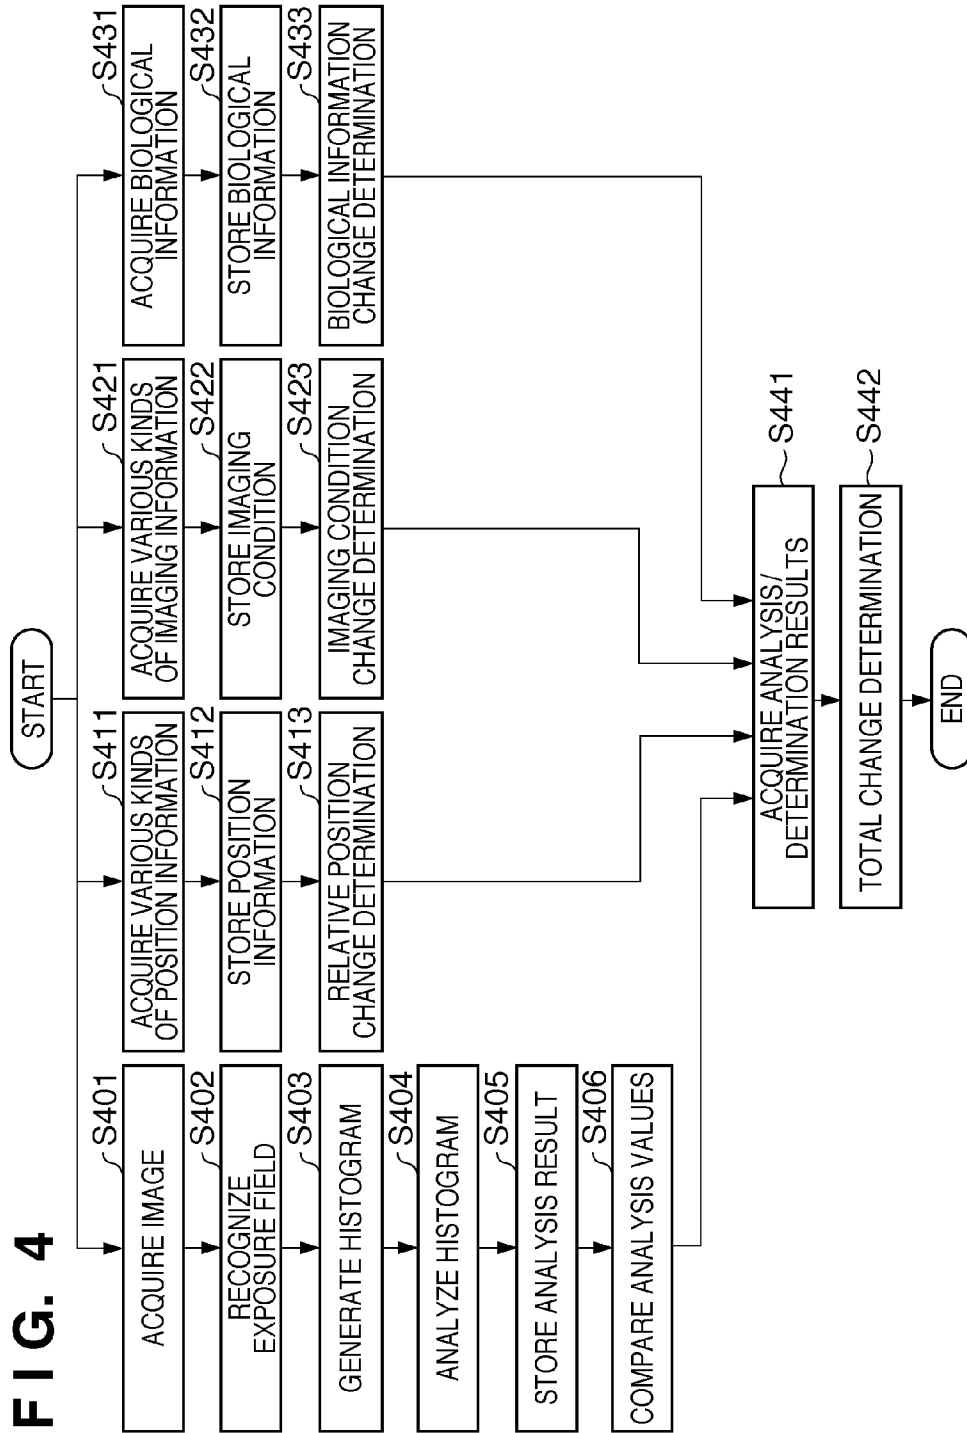 FIG. 4
START
S401
ACQUIRE IMAGE
S402
RECOGNIZE
EXPOSURE FIELD
S403
GENERATE HISTOGRAM
S404
ANALYZE HISTOGRAM
S405
STORE ANALYSIS RESULT
S406
COMPARE ANALYSIS VALUES
S411
ACQUIRE VARIOUS KINDS
OF POSITION INFORMATION
S412
STORE POSITION
INFORMATION
S413
RELATIVE POSITION
CHANGE DETERMINATION
S421
ACQUIRE VARIOUS KINDS
OF IMAGING INFORMATION
S422
STORE IMAGING
CONDITION
S423
IMAGING CONDITION
CHANGE DETERMINATION
S431
ACQUIRE BIOLOGICAL
INFORMATION
S432
STORE BIOLOGICAL
INFORMATION
S433
BIOLOGICAL INFORMATION
CHANGE DETERMINATION
S441
ACQUIRE ANALYSIS/
DETERMINATION RESULTS
S442
TOTAL CHANGE DETERMINATION
END